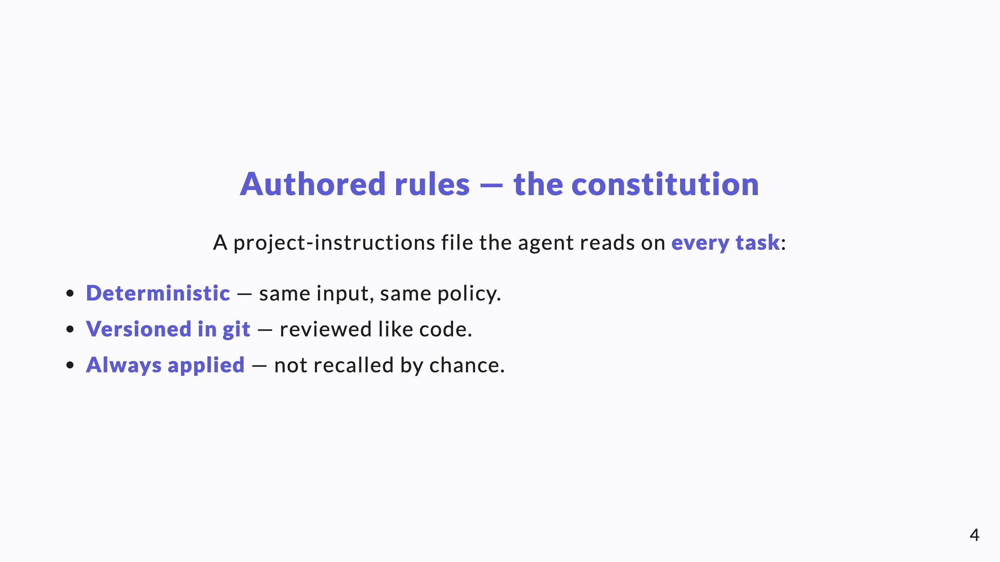 Authored rules — the constitution
A project-instructions file the agent reads on every task:
• Deterministic — same input, same policy.
• Versioned in git — reviewed like code.
• Always applied — not recalled by chance.
4